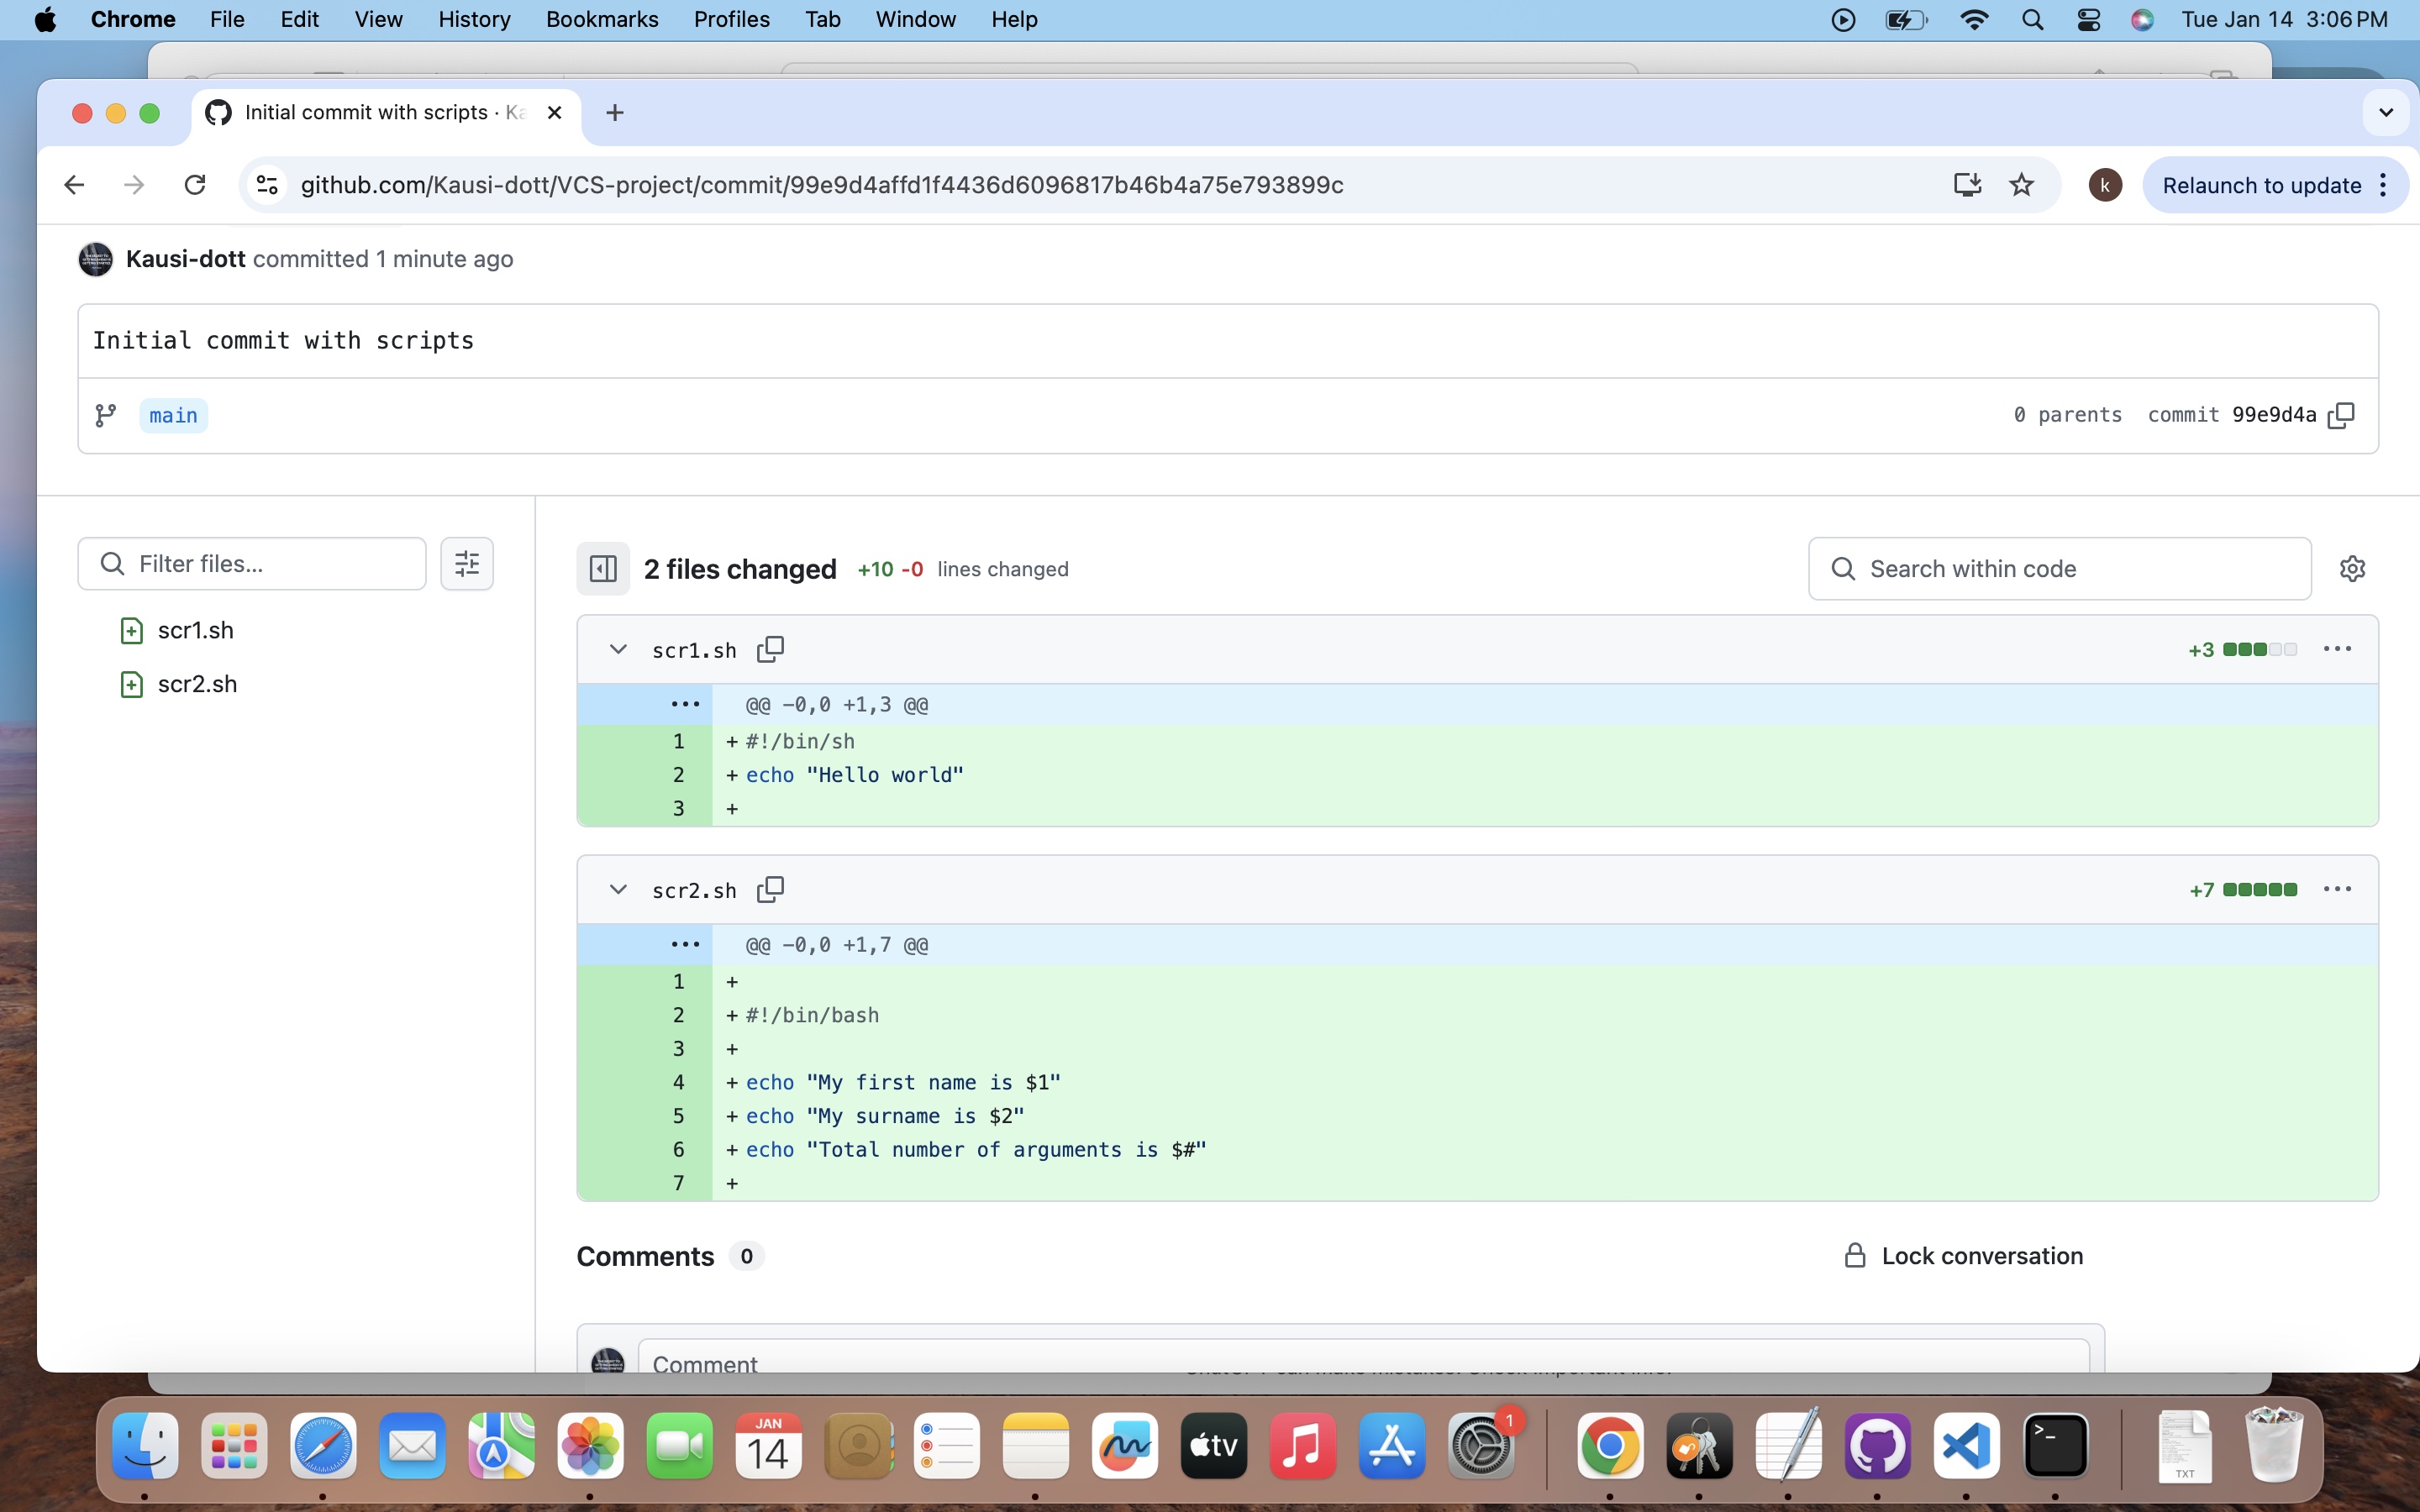 Chrome File Edit View History Bookmarks Profiles Tab Window Help Tue Jan 14 3:06 PM
Initial commit with scripts · Ka
github.com/Kausi-dott/VCS-project/commit/99e9d4affd1f4436d6096817b46b4a75e793899c k Relaunch to update
Kausi-dott committed 1 minute ago
Initial commit with scripts
main 0 parents commit 99e9d4a
Filter files... 2 files changed +10 -0 lines changed Search within code
scr1.sh
scr2.sh
scr1.sh +3
@@ -0,0 +1,3 @@
1 + #!/bin/sh
2 + echo "Hello world"
3 +
scr2.sh +7
@@ -0,0 +1,7 @@
1 +
2 + #!/bin/bash
3 +
4 + echo "My first name is $1"
5 + echo "My surname is $2"
6 + echo "Total number of arguments is $#"
7 +
Comments 0 Lock conversation
Comment
JAN
14
tv
1
>_
TXT